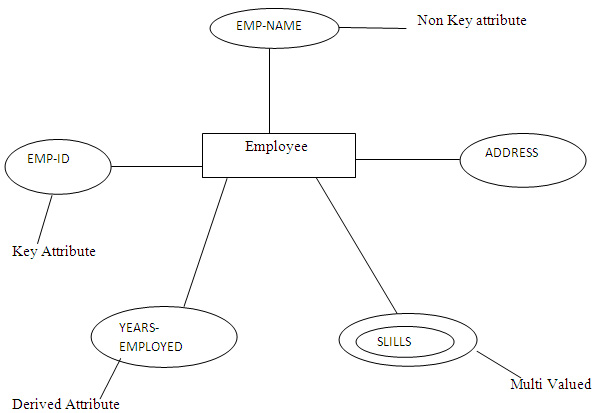 EMP-NAME
Non Key attribute
Employee
EMP-ID
ADDRESS
Key Attribute
YEARS-
EMPLOYED
SLILLS
Multi Valued
Derived Attribute